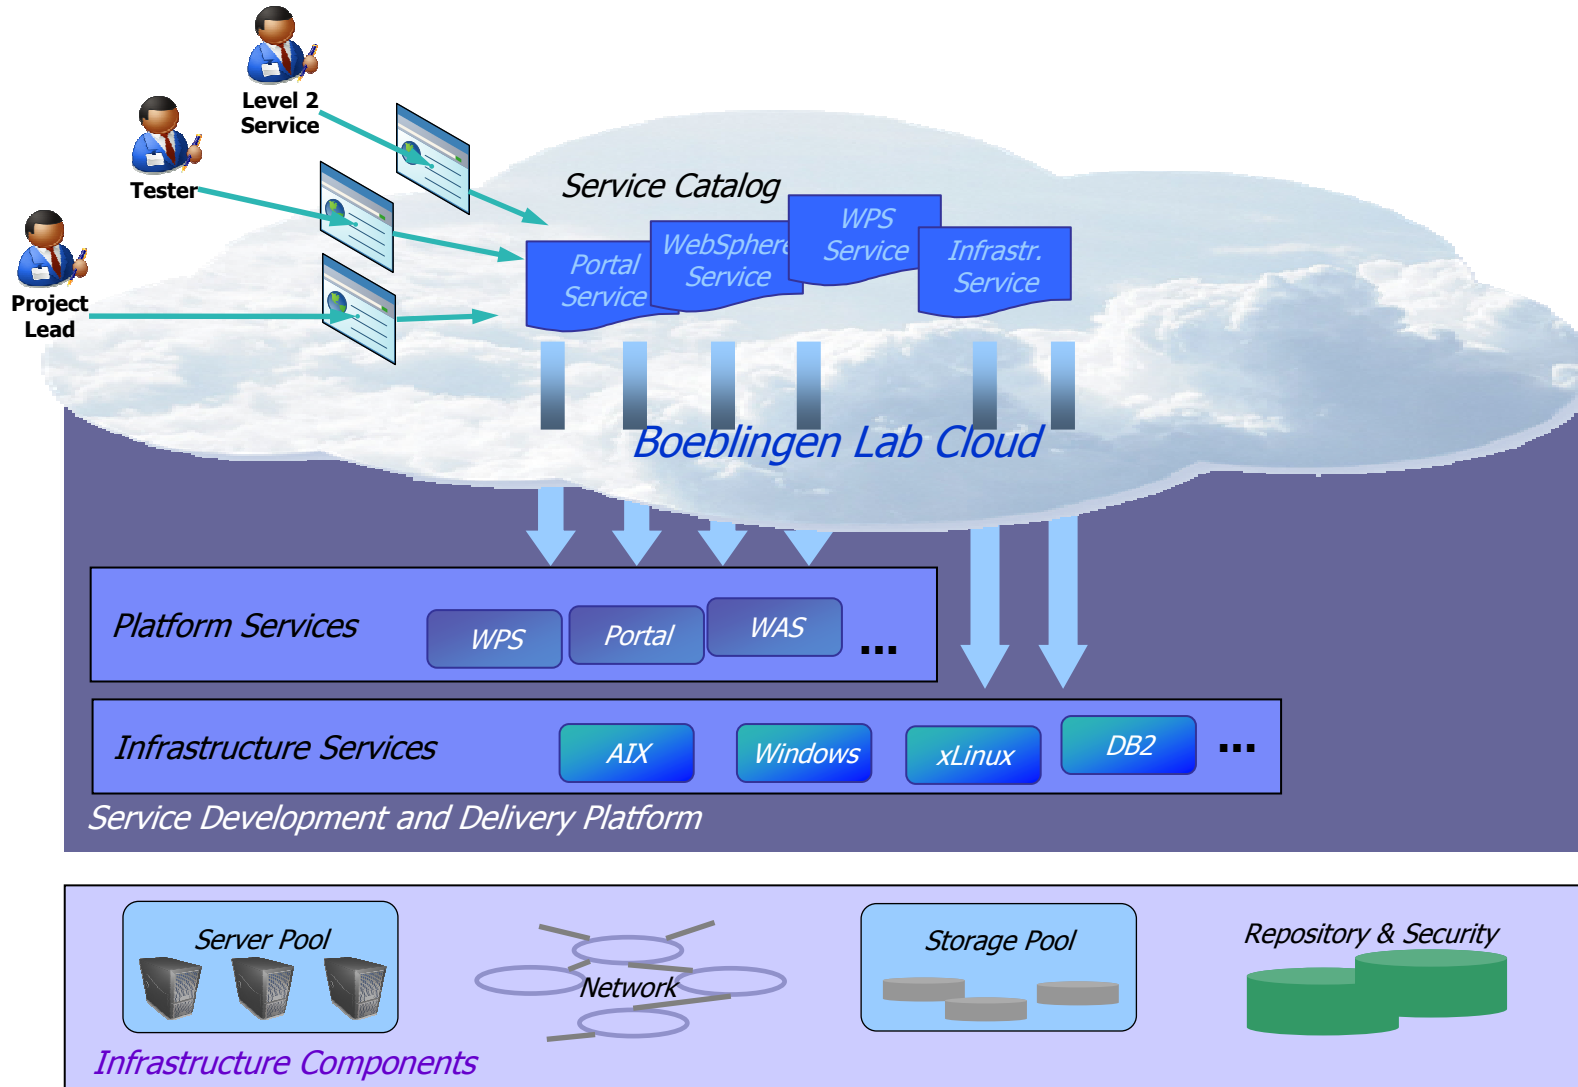 Level 2
Service
Tester
Project
Lead
Service Catalog
Portal
Service
WebSphere
Service
WPS
Service
Infrastr.
Service
Boeblingen Lab Cloud
Platform Services
WPS
Portal
WAS
...
Infrastructure Services
AIX
Windows
xLinux
DB2
...
Service Development and Delivery Platform
Server Pool
Network
Storage Pool
Repository & Security
Infrastructure Components